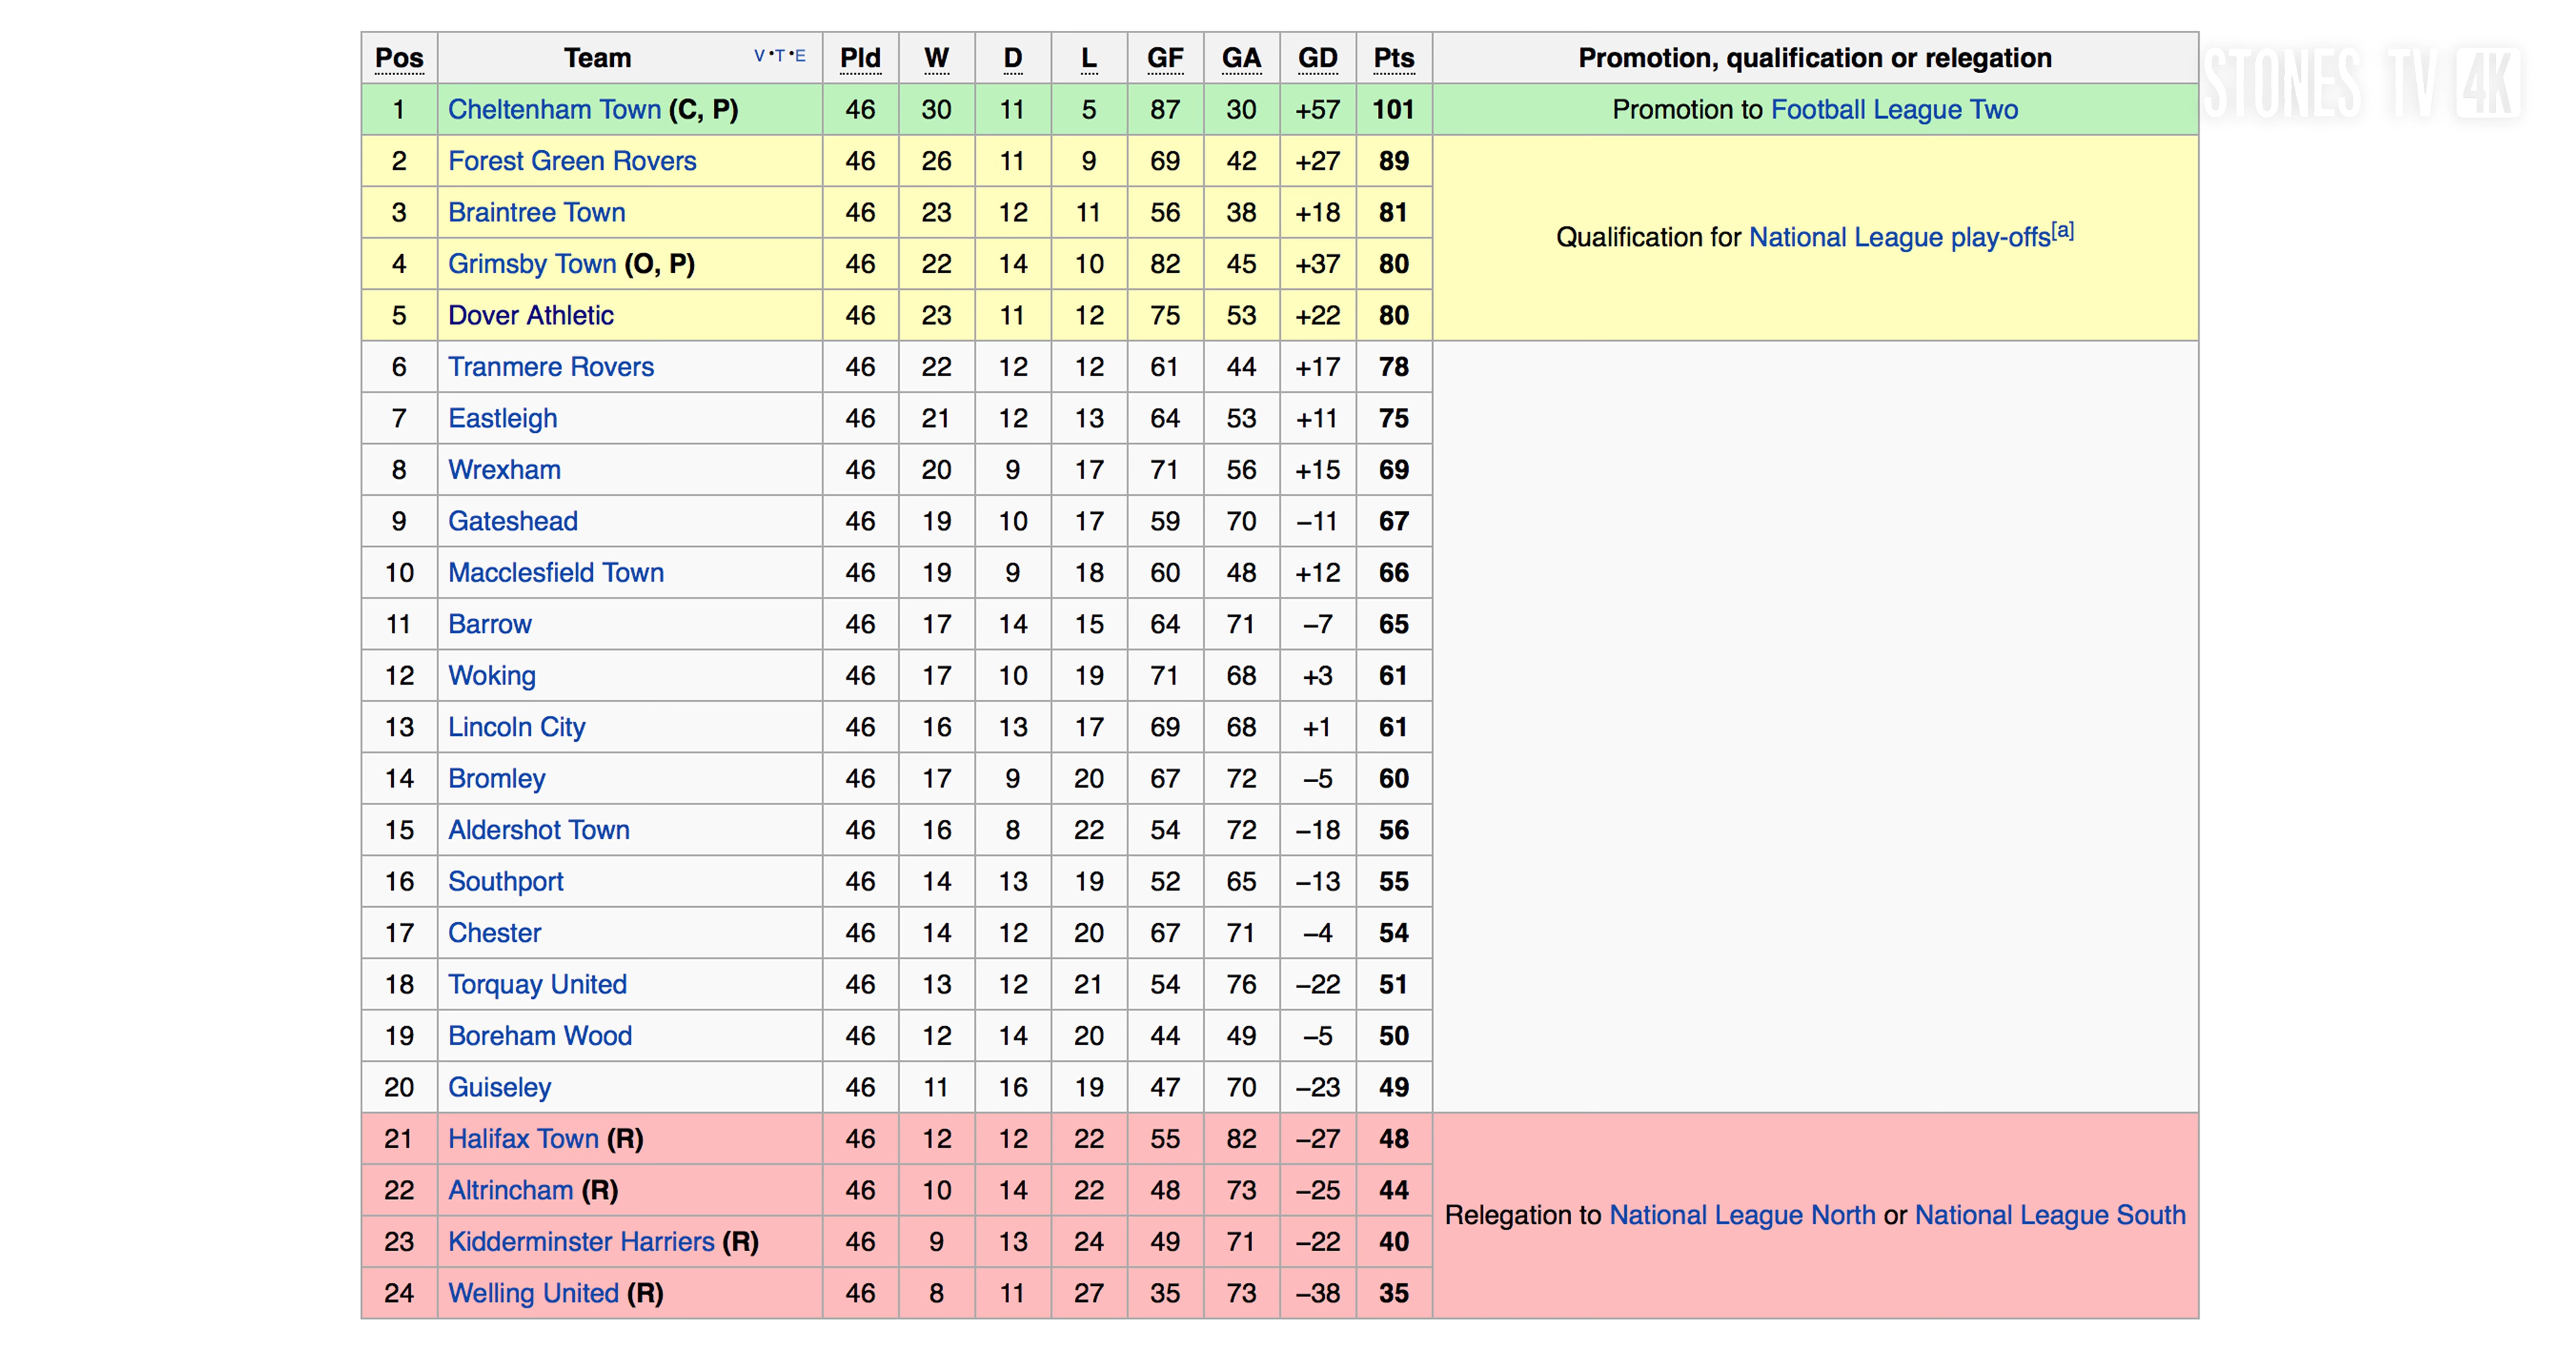 Pos Team V•T•E Pld W D L GF GA GD Pts Promotion, qualification or relegation
1 Cheltenham Town (C, P) 46 30 11 5 87 30 +57 101 Promotion to Football League Two
2 Forest Green Rovers 46 26 11 9 69 42 +27 89
3 Braintree Town 46 23 12 11 56 38 +18 81
Qualification for National League play-offs[a]
4 Grimsby Town (O, P) 46 22 14 10 82 45 +37 80
5 Dover Athletic 46 23 11 12 75 53 +22 80
6 Tranmere Rovers 46 22 12 12 61 44 +17 78
7 Eastleigh 46 21 12 13 64 53 +11 75
8 Wrexham 46 20 9 17 71 56 +15 69
9 Gateshead 46 19 10 17 59 70 −11 67
10 Macclesfield Town 46 19 9 18 60 48 +12 66
11 Barrow 46 17 14 15 64 71 −7 65
12 Woking 46 17 10 19 71 68 +3 61
13 Lincoln City 46 16 13 17 69 68 +1 61
14 Bromley 46 17 9 20 67 72 −5 60
15 Aldershot Town 46 16 8 22 54 72 −18 56
16 Southport 46 14 13 19 52 65 −13 55
17 Chester 46 14 12 20 67 71 −4 54
18 Torquay United 46 13 12 21 54 76 −22 51
19 Boreham Wood 46 12 14 20 44 49 −5 50
20 Guiseley 46 11 16 19 47 70 −23 49
21 Halifax Town (R) 46 12 12 22 55 82 −27 48
22 Altrincham (R) 46 10 14 22 48 73 −25 44
Relegation to National League North or National League South
23 Kidderminster Harriers (R) 46 9 13 24 49 71 −22 40
24 Welling United (R) 46 8 11 27 35 73 −38 35
STONES TV 4K